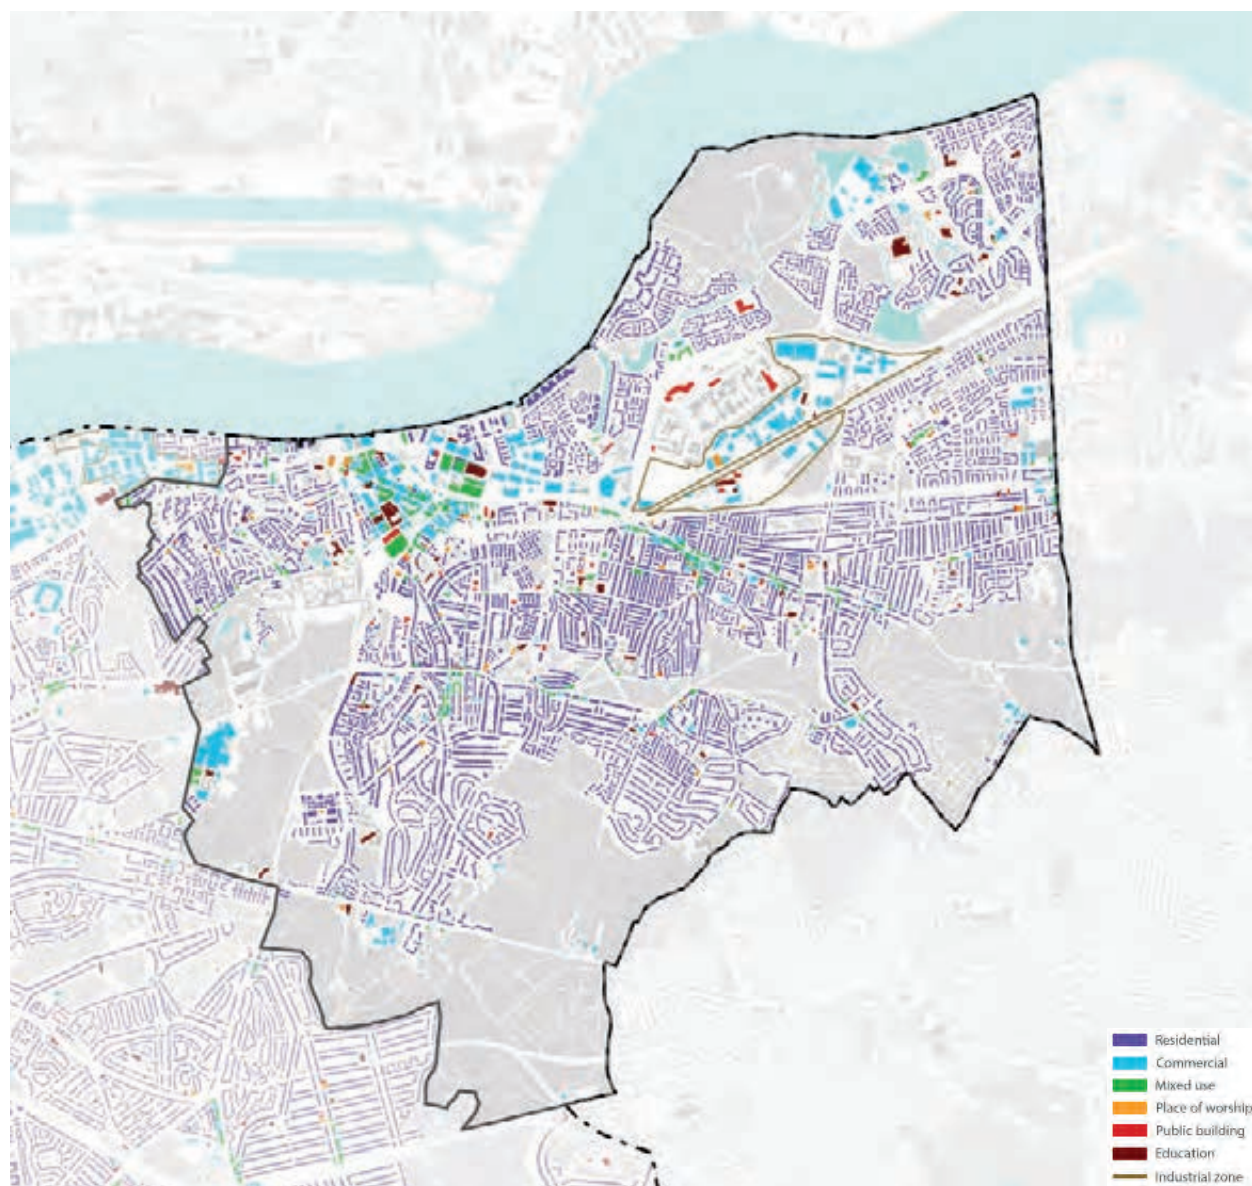 Residential
Commercial
Mixed use
Place of worship
Public building
Education
Industrial zone